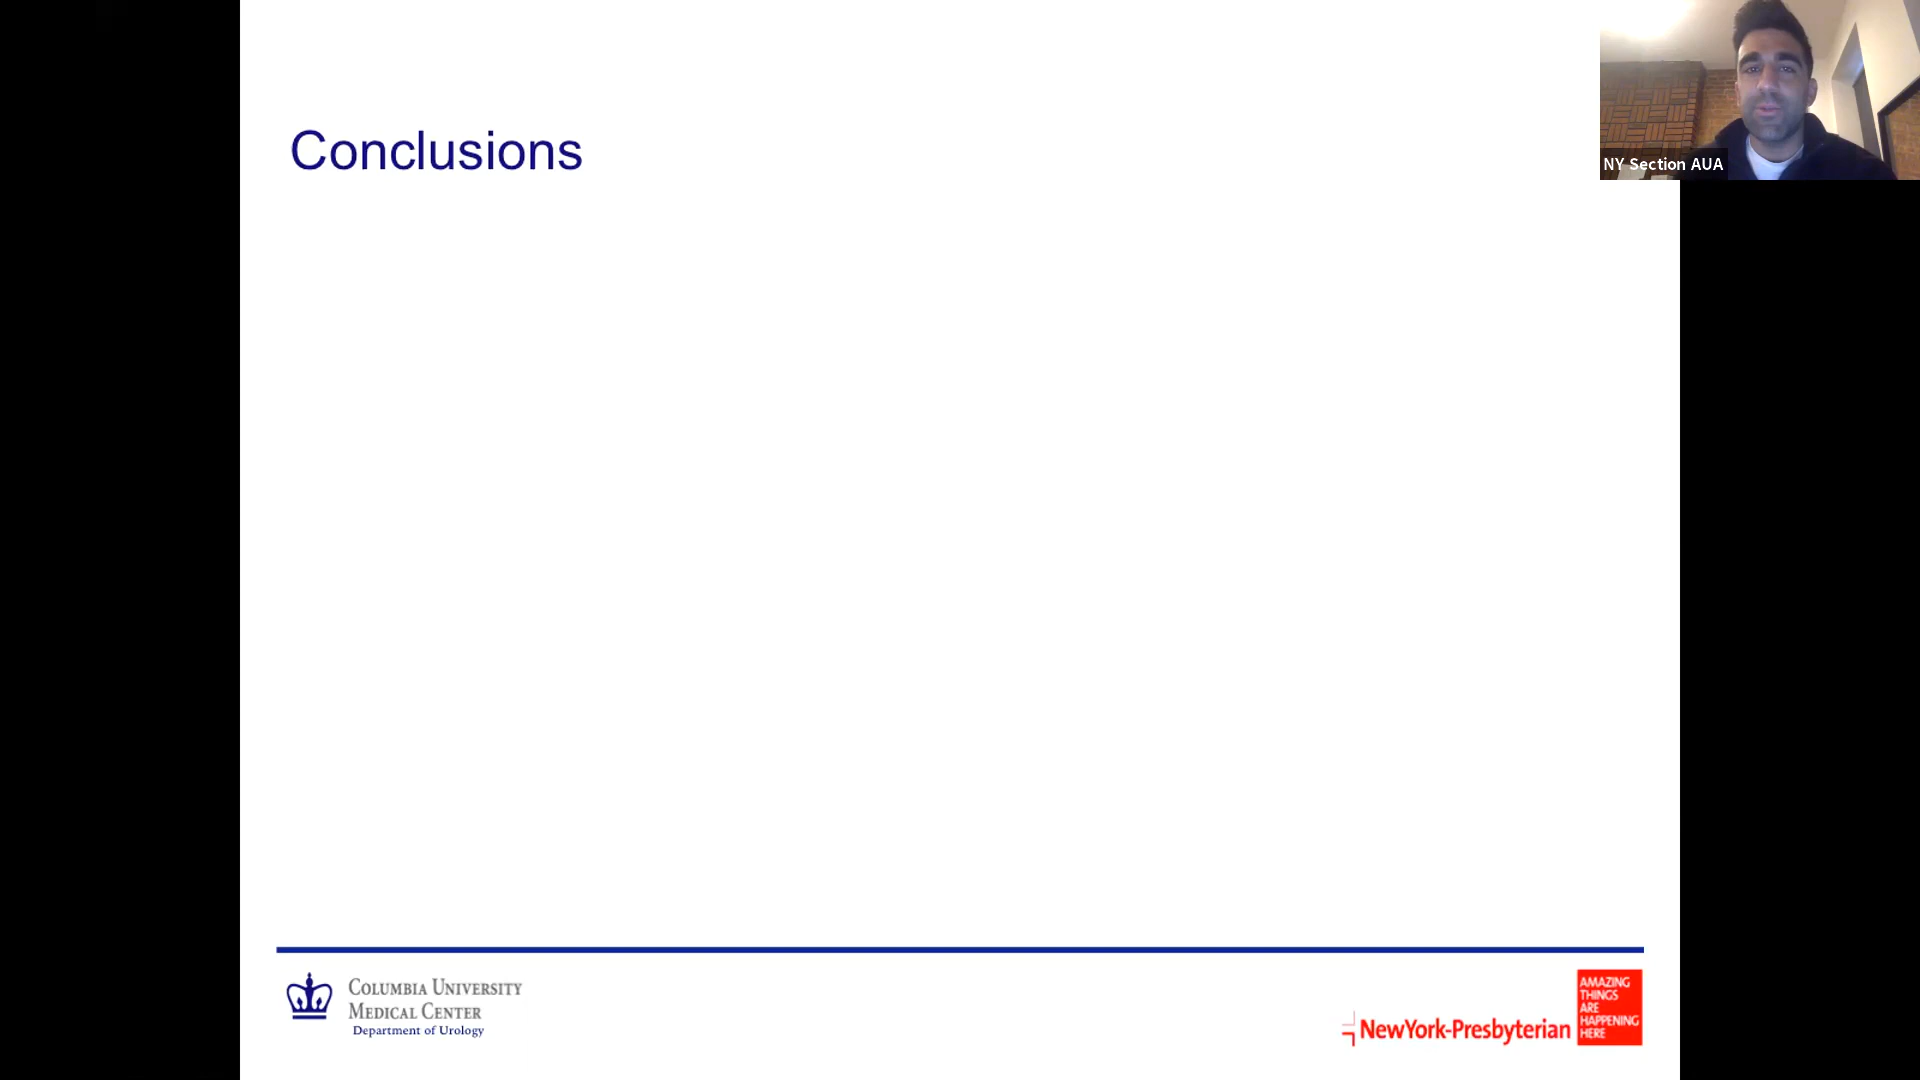 Conclusions
NY Section AUA
COLUMBIA UNIVERSITY
MEDICAL CENTER
Department of Urology
NewYork-Presbyterian
AMAZING
THINGS
ARE
HAPPENING
HERE